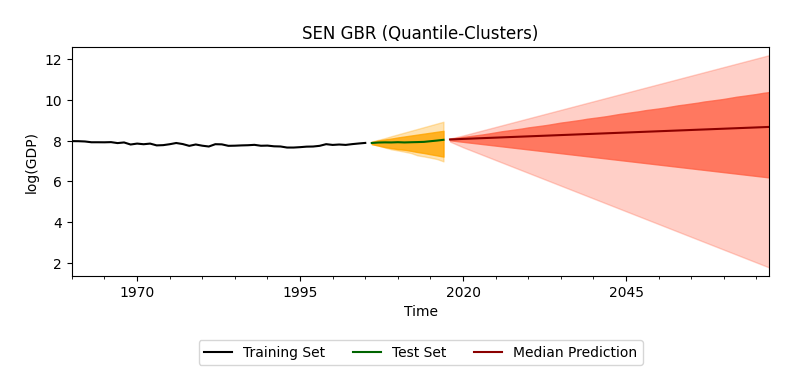 SEN GBR (Quantile-Clusters)
12
10
8
6
4
2
log(GDP)
1970 1995 2020 2045
Time
Training Set Test Set Median Prediction